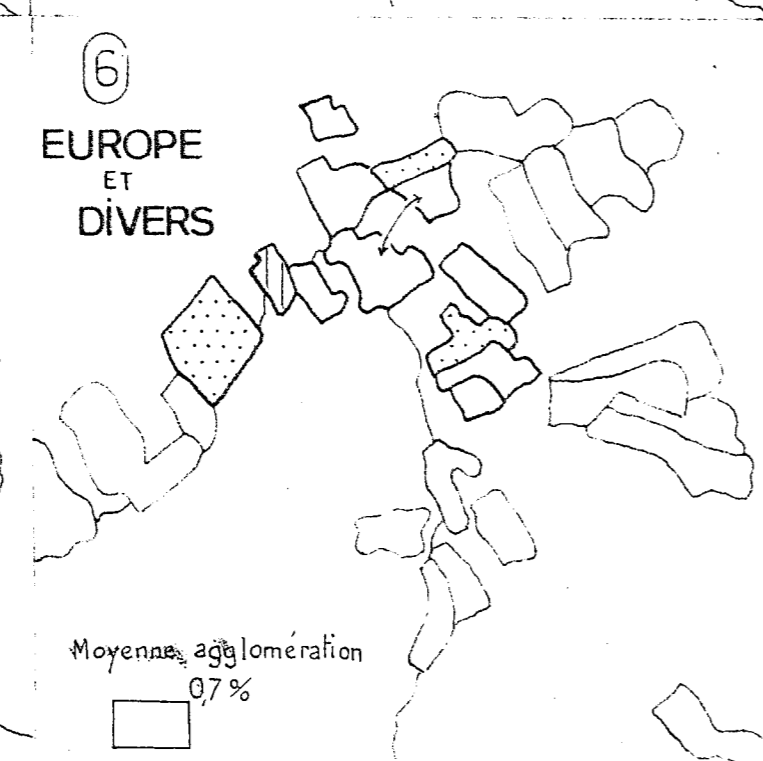 6
EUROPE
ET
DIVERS
Moyenne agglomération
0,7 %